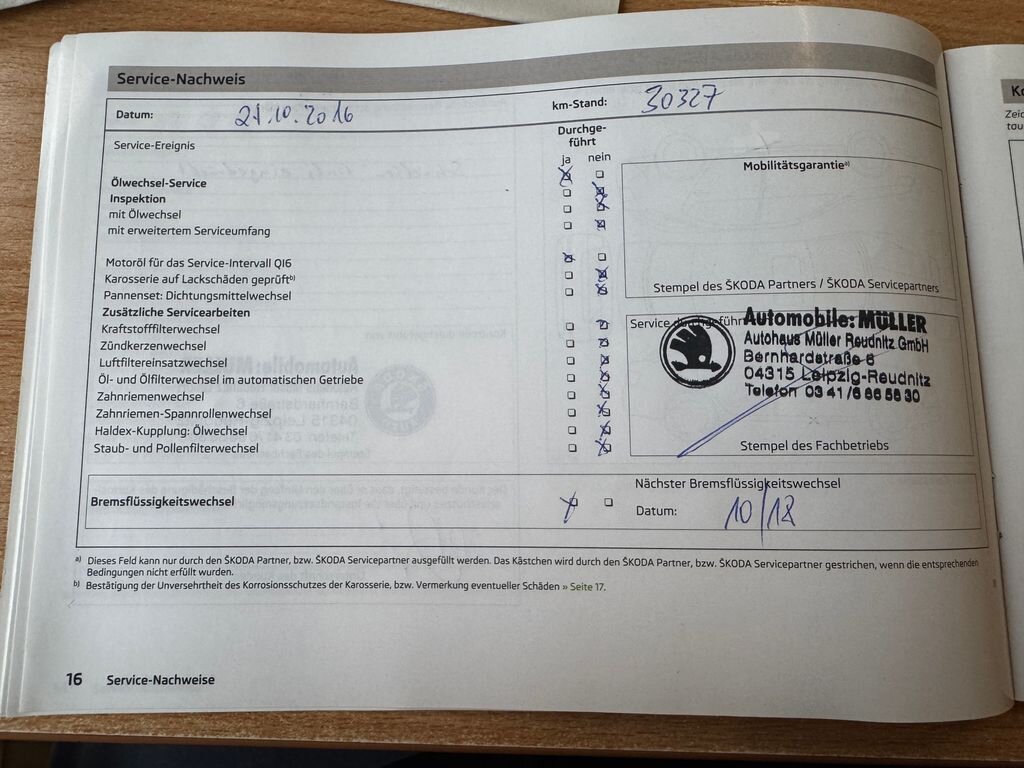 Service-Nachweis
Datum: 21.10.2016 km-Stand: 30327
Service-Ereignis
Durchge-
führt
ja nein
Ölwechsel-Service
Inspektion
mit Ölwechsel
mit erweitertem Serviceumfang
Motoröl für das Service-Intervall QI6
Karosserie auf Lackschäden geprüft b)
Pannenset: Dichtungsmittelwechsel
Zusätzliche Servicearbeiten
Kraftstofffilterwechsel
Zündkerzenwechsel
Luftfiltereinsatzwechsel
Öl- und Ölfilterwechsel im automatischen Getriebe
Zahnriemenwechsel
Zahnriemen-Spannrollenwechsel
Haldex-Kupplung: Ölwechsel
Staub- und Pollenfilterwechsel
Mobilitätsgarantie a)
Stempel des ŠKODA Partners / ŠKODA Servicepartners
Service durchgeführt
Automobile: MÜLLER
Autohaus Müller Reudnitz GmbH
Bernhardstraße 6
04315 Leipzig-Reudnitz
Telefon 03 41/6 86 58 30
Stempel des Fachbetriebs
Bremsflüssigkeitswechsel
Nächster Bremsflüssigkeitswechsel
Datum: 10/18
a) Dieses Feld kann nur durch den ŠKODA Partner, bzw. ŠKODA Servicepartner ausgefüllt werden. Das Kästchen wird durch den ŠKODA Partner, bzw. ŠKODA Servicepartner gestrichen, wenn die entsprechenden
Bedingungen nicht erfüllt wurden.
b) Bestätigung der Unversehrtheit des Korrosionsschutzes der Karosserie, bzw. Vermerkung eventueller Schäden » Seite 17.
16 Service-Nachweise